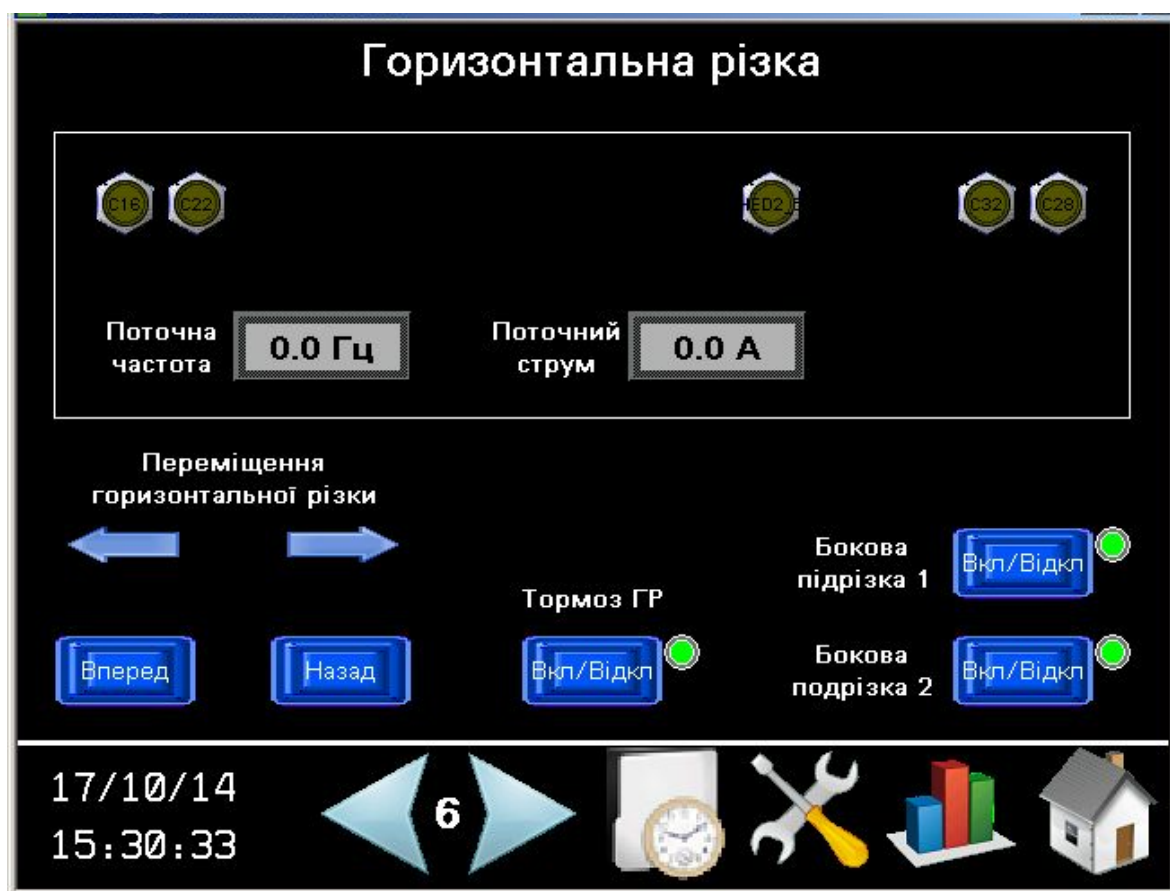 Горизонтальна різка
C16 C22 C32 C28
Поточна
частота
0.0 Гц
Поточний
струм
0.0 А
Переміщення
горизонтальної різки
Вперед
Назад
Тормоз ГР
Вкл/Відкл
Бокова
підрізка 1
Вкл/Відкл
Бокова
подрізка 2
Вкл/Відкл
17/10/14
15:30:33
6